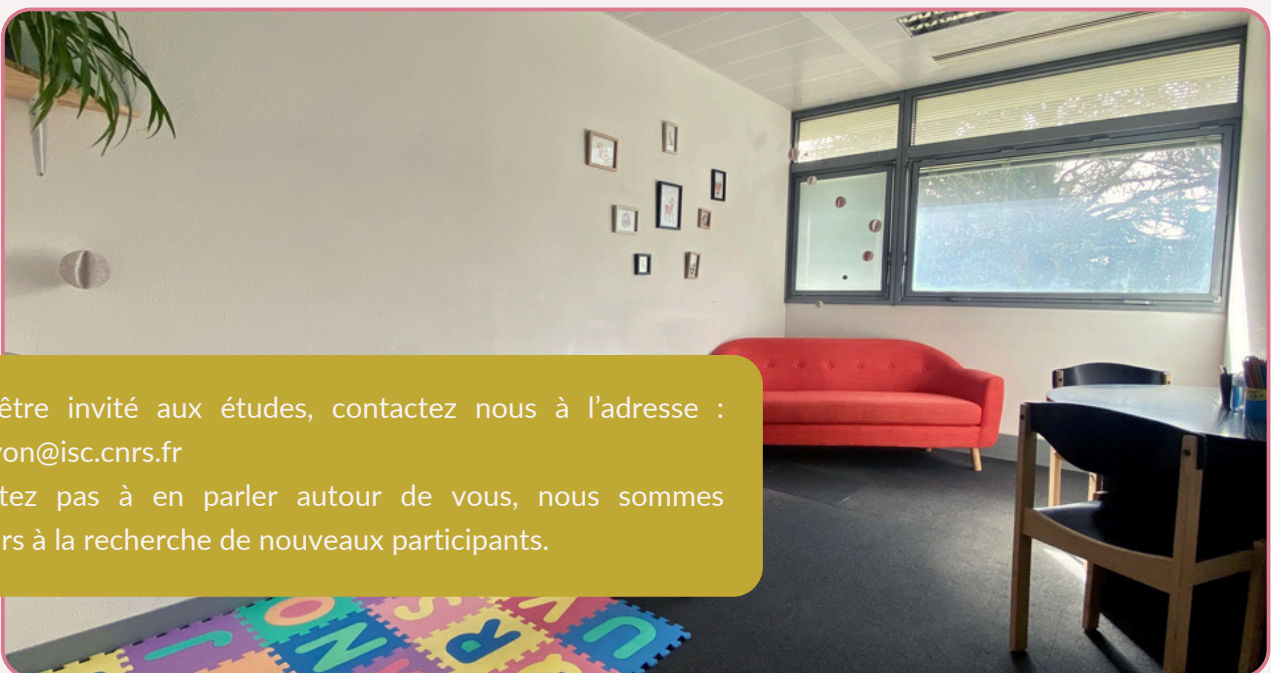 être invité aux études, contactez nous à l’adresse :
yon@isc.cnrs.fr
tez pas à en parler autour de vous, nous sommes
rs à la recherche de nouveaux participants.
O S V
J N R U